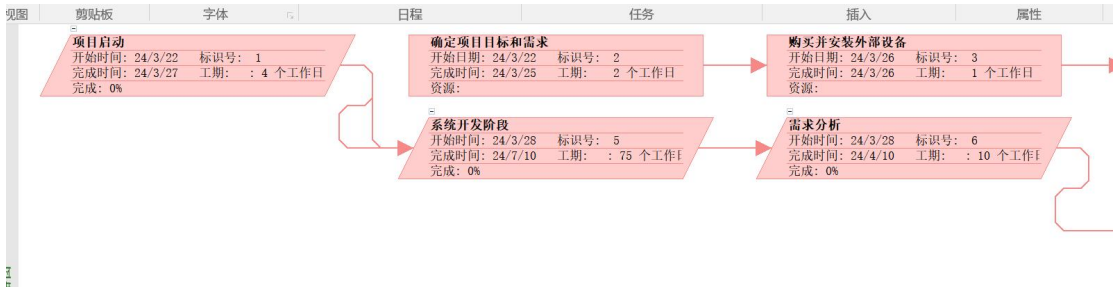 视图 剪贴板 字体 日程 任务 插入 属性
项目启动
开始时间: 24/3/22 标识号: 1
完成时间: 24/3/27 工期: : 4 个工作日
完成: 0%
确定项目目标和需求
开始日期: 24/3/22 标识号: 2
完成时间: 24/3/25 工期: 2 个工作日
资源:
购买并安装外部设备
开始日期: 24/3/26 标识号: 3
完成时间: 24/3/26 工期: 1 个工作日
资源:
系统开发阶段
开始时间: 24/3/28 标识号: 5
完成时间: 24/7/10 工期: : 75 个工作
完成: 0%
需求分析
开始时间: 24/3/28 标识号: 6
完成时间: 24/4/10 工期: : 10 个工作
完成: 0%